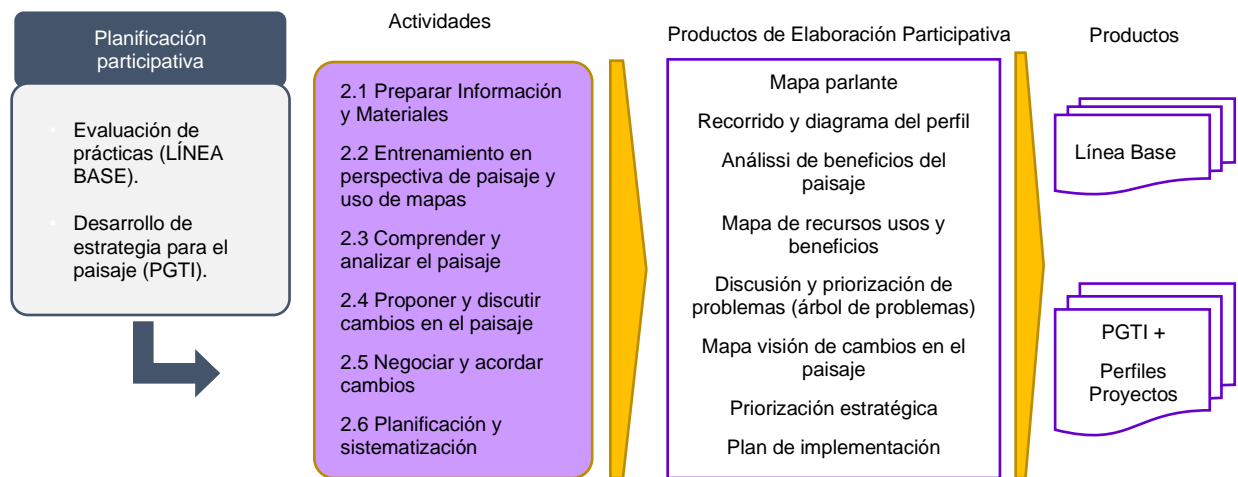 Planificación
participativa
Evaluación de
prácticas (LÍNEA
BASE).
Desarrollo de
estrategia para el
paisaje (PGTI).
Actividades
2.1 Preparar Información
y Materiales
2.2 Entrenamiento en
perspectiva de paisaje y
uso de mapas
2.3 Comprender y
analizar el paisaje
2.4 Proponer y discutir
cambios en el paisaje
2.5 Negociar y acordar
cambios
2.6 Planificación y
sistematización
Productos de Elaboración Participativa
Mapa parlante
Recorrido y diagrama del perfil
Análissi de beneficios del
paisaje
Mapa de recursos usos y
beneficios
Discusión y priorización de
problemas (árbol de problemas)
Mapa visión de cambios en el
paisaje
Priorización estratégica
Plan de implementación
Productos
Línea Base
PGTI +
Perfiles
Proyectos